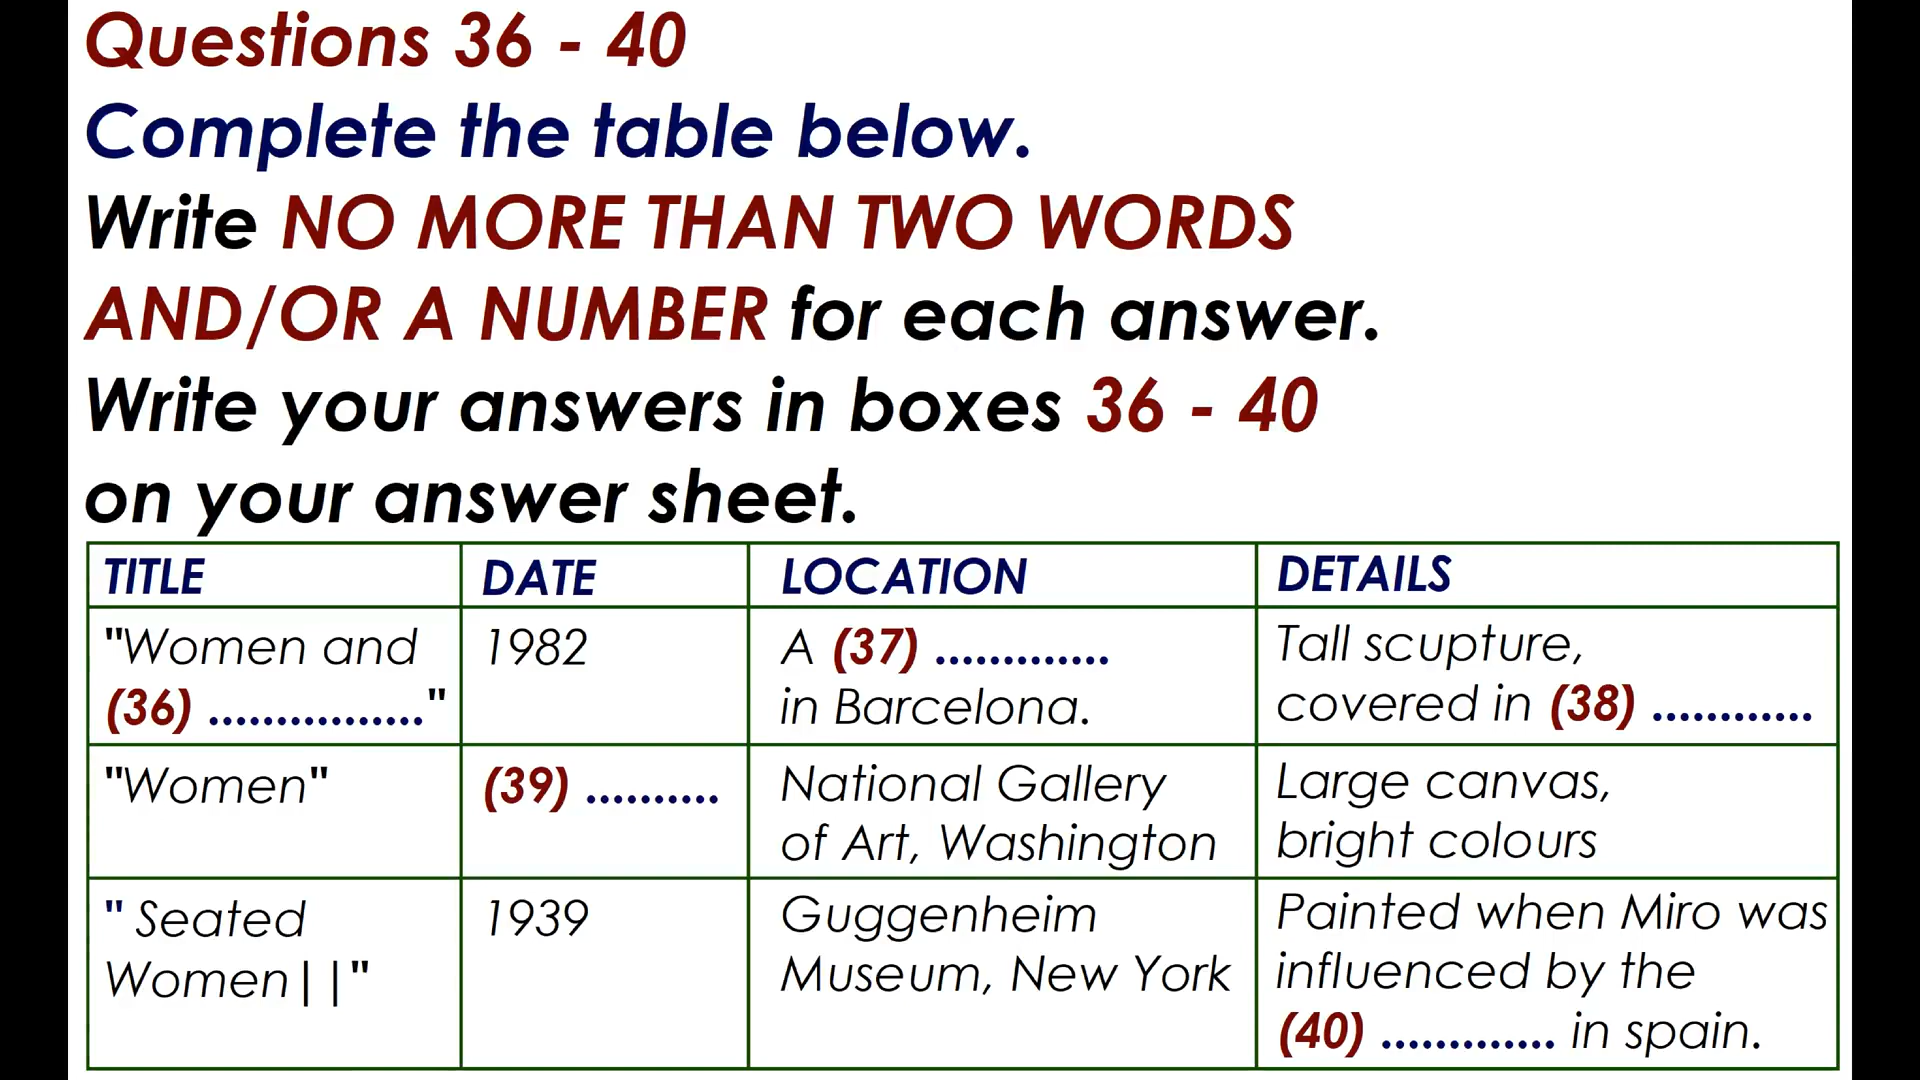 Questions 36 - 40
Complete the table below.
Write NO MORE THAN TWO WORDS
AND/OR A NUMBER for each answer.
Write your answers in boxes 36 - 40
on your answer sheet.
TITLE DATE LOCATION DETAILS
"Women and
(36) ................"
1982
A (37) .............
in Barcelona.
Tall scupture,
covered in (38) ............
"Women"
(39) ..........
National Gallery
of Art, Washington
Large canvas,
bright colours
" Seated
Women||"
1939
Guggenheim
Museum, New York
Painted when Miro was
influenced by the
(40) ............. in spain.